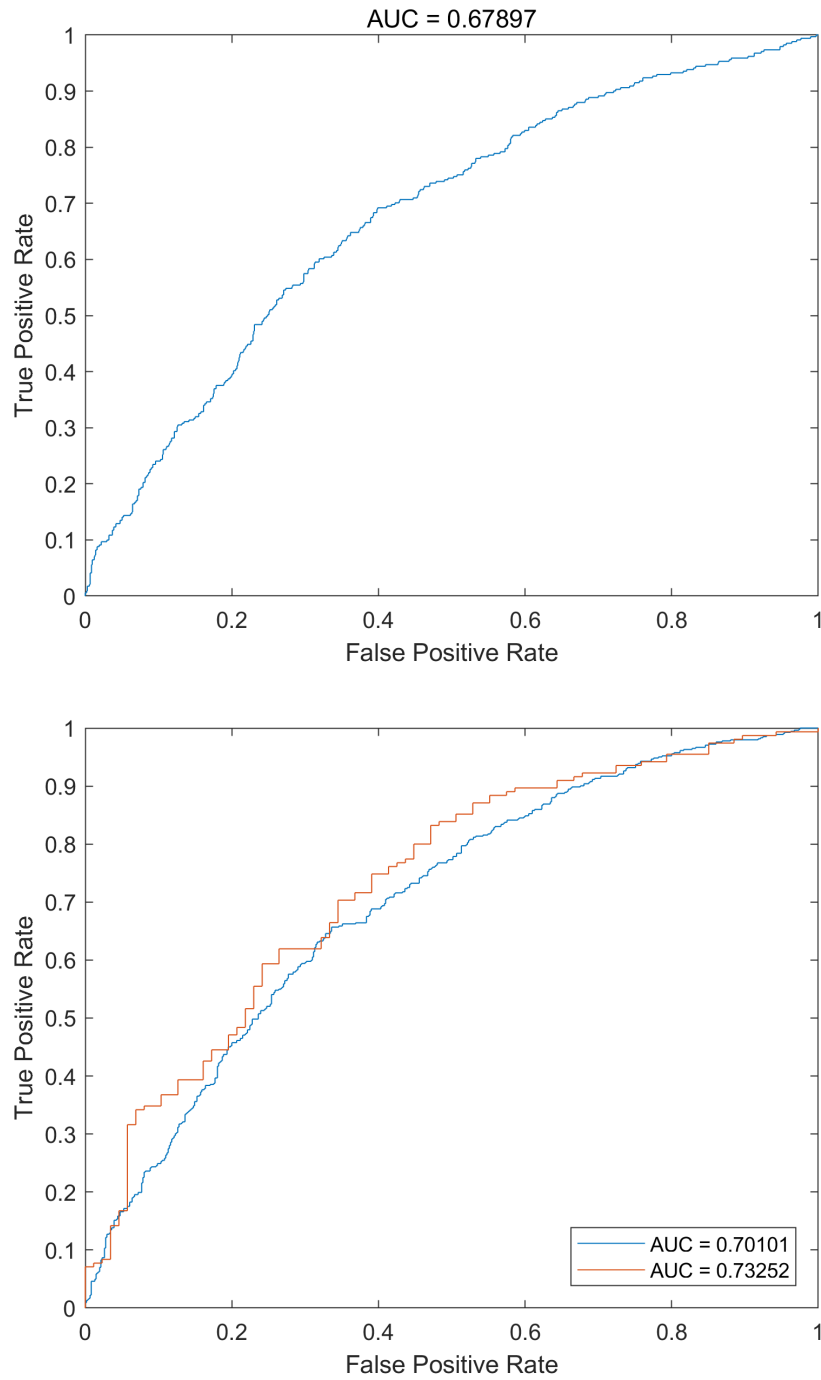 AUC = 0.67897
1
0.9
0.8
0.7
0.6
0.5
0.4
0.3
0.2
0.1
0
True Positive Rate
0 0.2 0.4 0.6 0.8 1
False Positive Rate
1
0.9
0.8
0.7
0.6
0.5
0.4
0.3
0.2
0.1
0
True Positive Rate
AUC = 0.70101
AUC = 0.73252
0 0.2 0.4 0.6 0.8 1
False Positive Rate